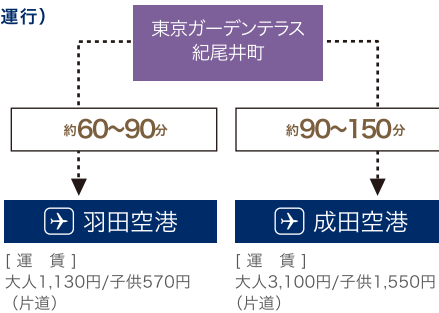 運行）
東京ガーデンテラス
紀尾井町
約60～90分
約90～150分
羽田空港
成田空港
[ 運　賃 ]
大人1,130円/子供570円
（片道）
[ 運　賃 ]
大人3,100円/子供1,550円
（片道）